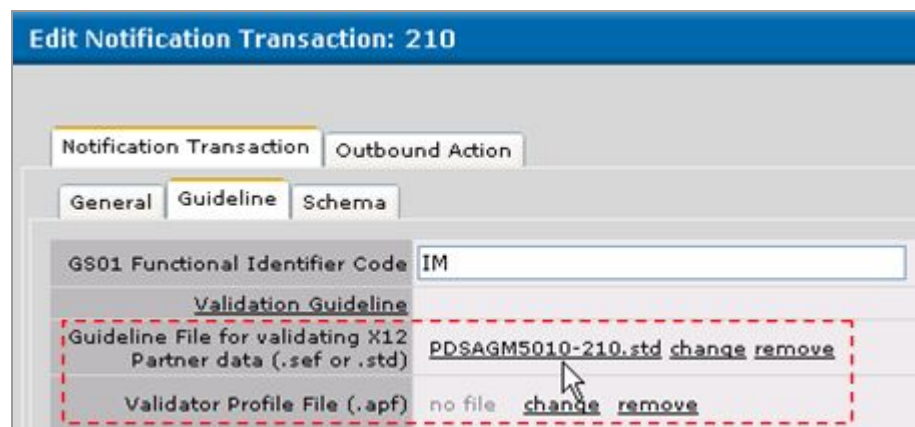 Edit Notification Transaction: 210
Notification Transaction Outbound Action
General Guideline Schema
GS01 Functional Identifier Code IM
Validation Guideline
Guideline File for validating X12
Partner data (.sef or .std) PDSAGM5010-210.std change remove
Validator Profile File (.apf) no file change remove